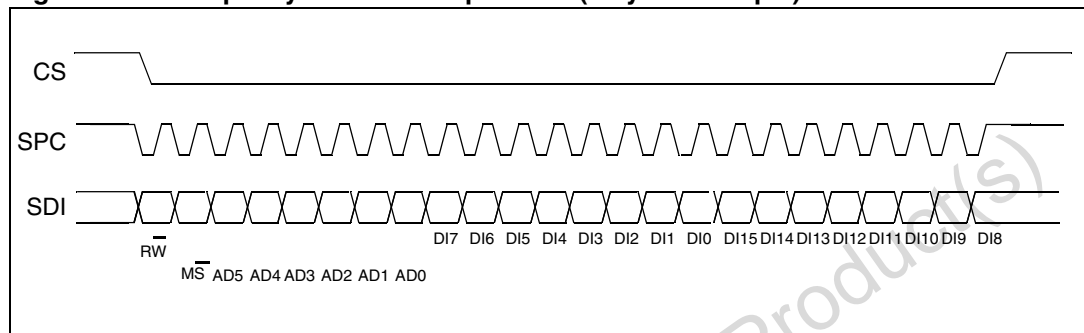 CS
SPC
SDI
RW
DI7 DI6 DI5 DI4 DI3 DI2 DI1 DI0 DI15 DI14 DI13 DI12 DI11 DI10 DI9 DI8
MS AD5 AD4 AD3 AD2 AD1 AD0
Product(s)